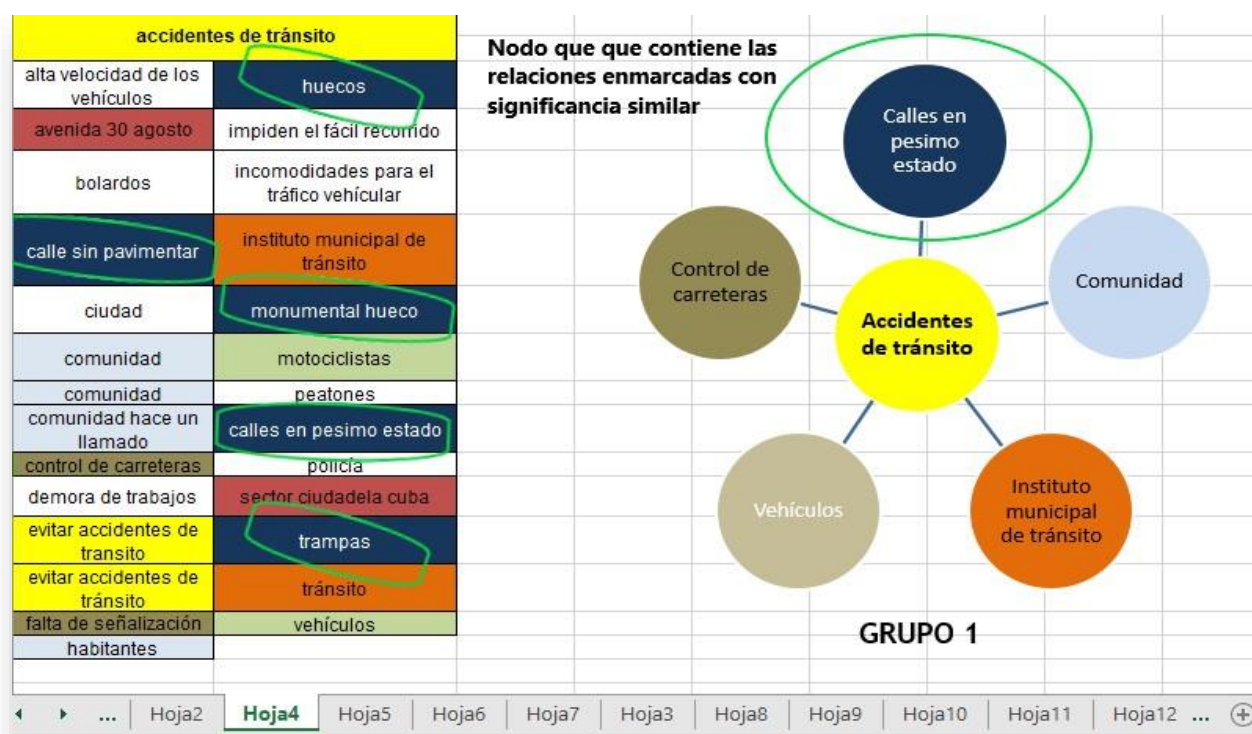 accidentes de tránsito
alta velocidad de los
vehículos
huecos
avenida 30 agosto
impiden el fácil recorrido
bolardos
incomodidades para el
tráfico vehícular
calle sin pavimentar
instituto municipal de
tránsito
ciudad
monumental hueco
comunidad
motociclistas
comunidad
peatones
comunidad hace un
llamado
calles en pesimo estado
control de carreteras
policía
demora de trabajos
sector ciudadela cuba
evitar accidentes de
transito
trampas
evitar accidentes de
tránsito
tránsito
falta de señalización
vehículos
habitantes
Nodo que que contiene las
relaciones enmarcadas con
significancia similar
Calles en
pesimo
estado
Control de
carreteras
Comunidad
Accidentes
de tránsito
Vehículos
Instituto
municipal
de tránsito
GRUPO 1
... Hoja2 Hoja4 Hoja5 Hoja6 Hoja7 Hoja3 Hoja8 Hoja9 Hoja10 Hoja11 Hoja12 ...